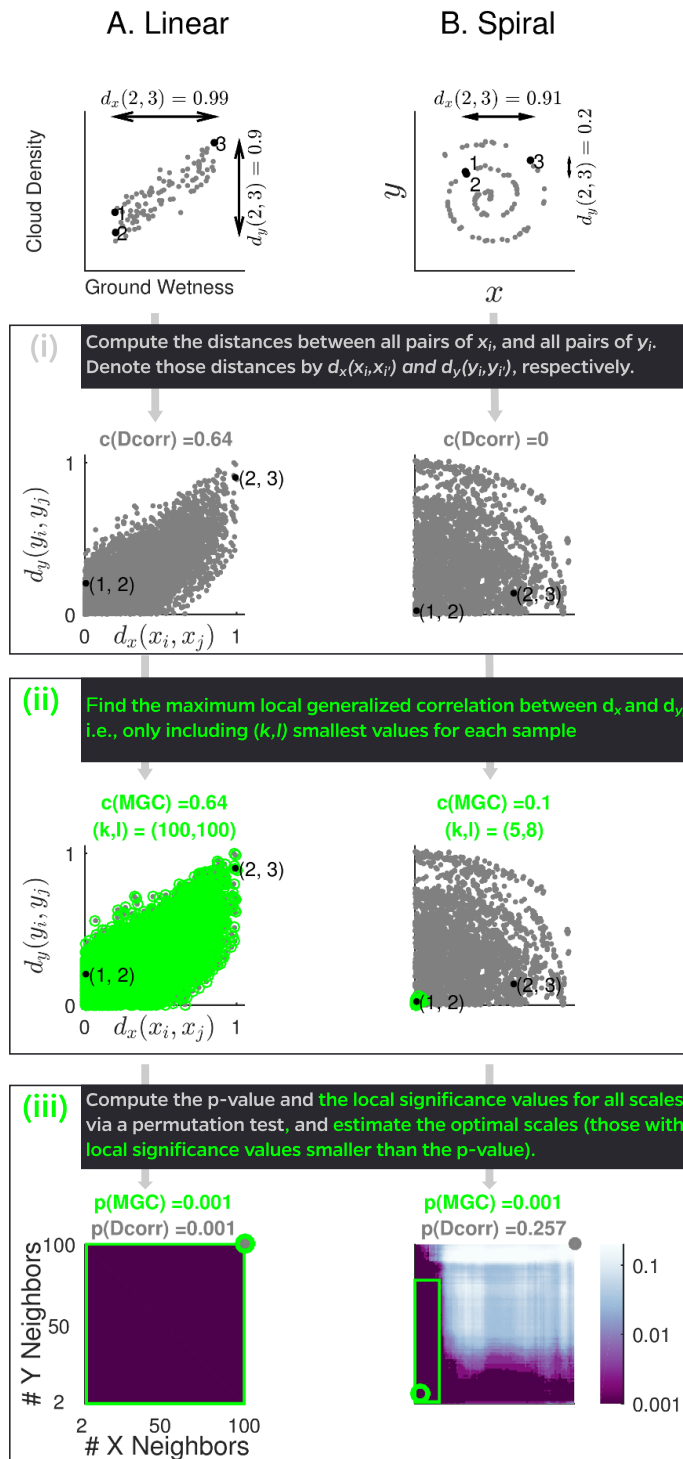 A. Linear
B. Spiral
d_x(2, 3) = 0.99
d_x(2, 3) = 0.91
Cloud Density
1
2
3
d_y(2, 3) = 0.9
y
1
2
3
d_y(2, 3) = 0.2
Ground Wetness
x
(i)
Compute the distances between all pairs of x_i, and all pairs of y_i.
Denote those distances by d_x(x_i,x_i') and d_y(y_i,y_i'), respectively.
c(Dcorr) =0.64
c(Dcorr) =0
1
d_y(y_i, y_j)
0
(2, 3)
(1, 2)
0
d_x(x_i, x_j)
1
(2, 3)
(1, 2)
(ii)
Find the maximum local generalized correlation between d_x and d_y,
i.e., only including (k,l) smallest values for each sample
c(MGC) =0.64
(k,l) = (100,100)
c(MGC) =0.1
(k,l) = (5,8)
1
d_y(y_i, y_j)
0
(2, 3)
(1, 2)
0
d_x(x_i, x_j)
1
(2, 3)
(1, 2)
(iii)
Compute the p-value and the local significance values for all scales
via a permutation test, and estimate the optimal scales (those with
local significance values smaller than the p-value).
p(MGC) =0.001
p(Dcorr) =0.001
p(MGC) =0.001
p(Dcorr) =0.257
# Y Neighbors
100
50
2
2
50
100
# X Neighbors
0.1
0.01
0.001